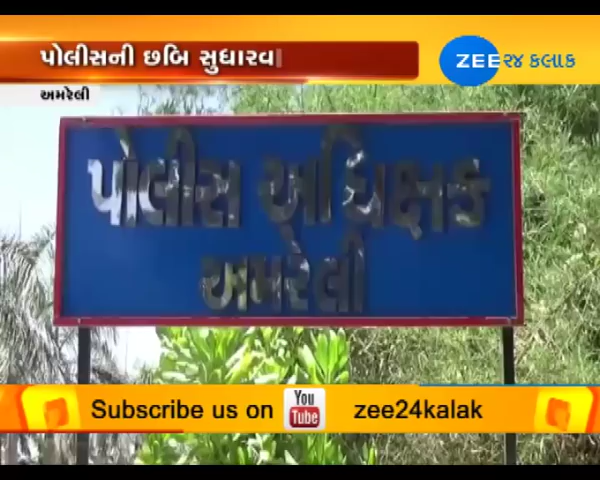 પોલીસની છબિ સુધારવ
ZEE ૨૪ કલાક
અમરેલી
પોલીસ અધિક્ષક
અમરેલી
Subscribe us on You Tube zee24kalak